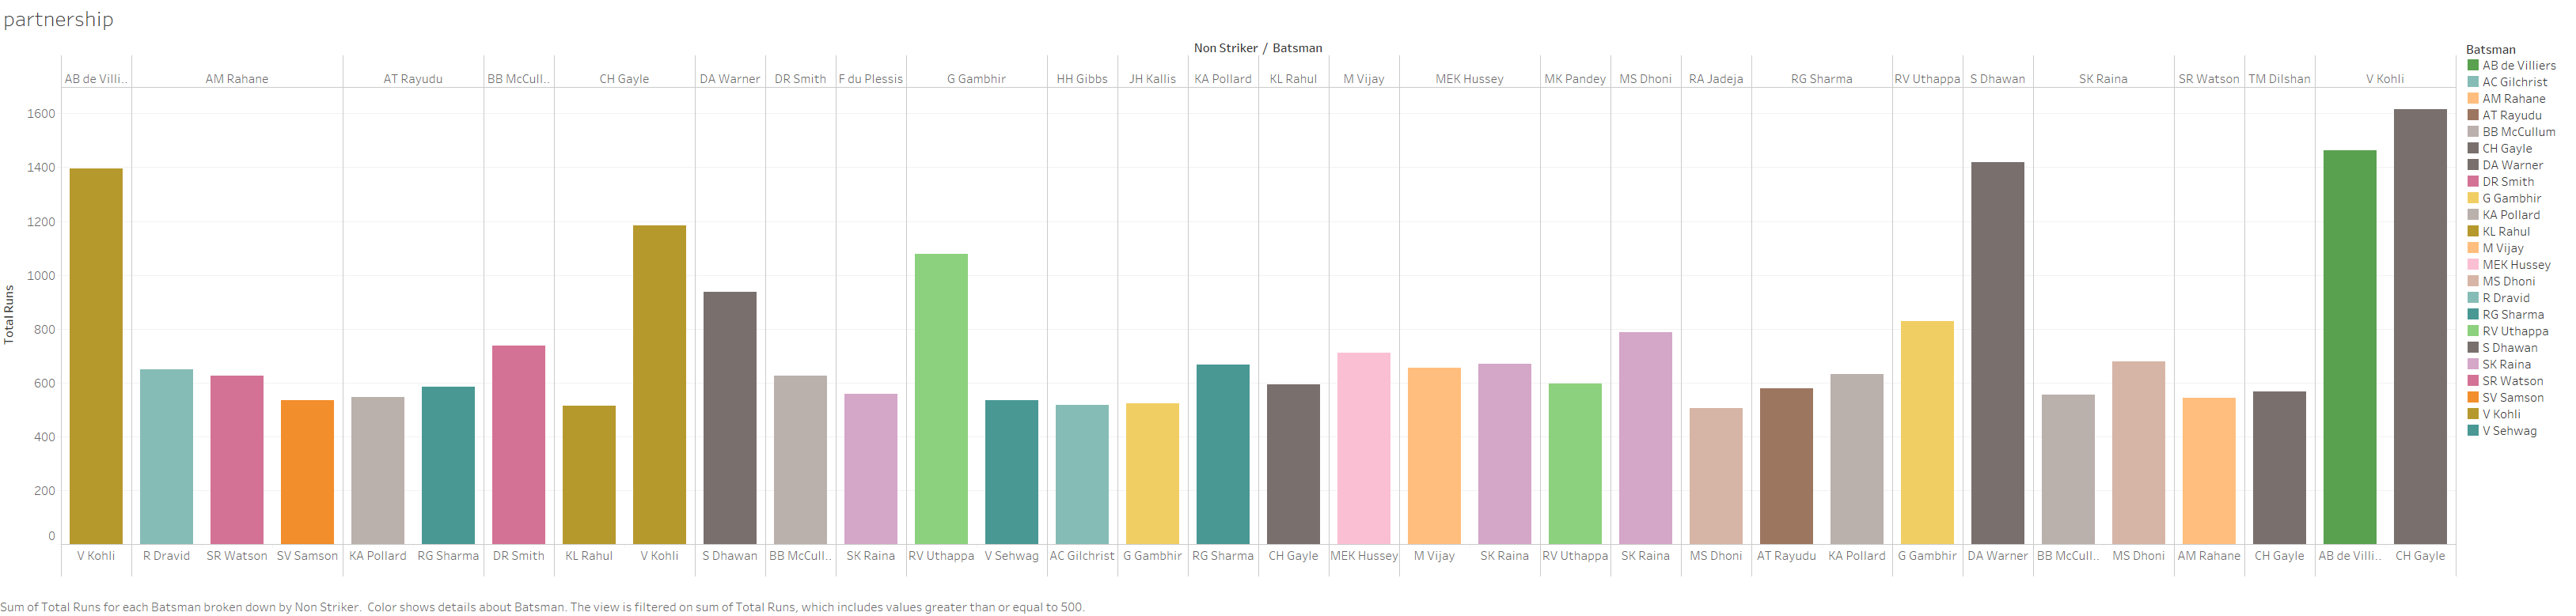 partnership
Non Striker / Batsman
AB de Villi.. AM Rahane AT Rayudu BB McCull.. CH Gayle DA Warner DR Smith F du Plessis G Gambhir HH Gibbs JH Kallis KA Pollard KL Rahul M Vijay MEK Hussey MK Pandey MS Dhoni RA Jadeja RG Sharma RV Uthappa S Dhawan SK Raina SR Watson TM Dilshan V Kohli
1600
1400
1200
1000
800
600
400
200
0
Total Runs
V Kohli R Dravid SR Watson SV Samson KA Pollard RG Sharma DR Smith KL Rahul V Kohli S Dhawan BB McCull.. SK Raina RV Uthappa V Sehwag AC Gilchrist G Gambhir RG Sharma CH Gayle MEK Hussey M Vijay SK Raina RV Uthappa SK Raina MS Dhoni AT Rayudu KA Pollard G Gambhir DA Warner BB McCull.. MS Dhoni AM Rahane CH Gayle AB de Villi.. CH Gayle
Batsman
AB de Villiers
AC Gilchrist
AM Rahane
AT Rayudu
BB McCullum
CH Gayle
DA Warner
DR Smith
G Gambhir
KA Pollard
KL Rahul
M Vijay
MEK Hussey
MS Dhoni
R Dravid
RG Sharma
RV Uthappa
S Dhawan
SK Raina
SR Watson
SV Samson
V Kohli
V Sehwag
Sum of Total Runs for each Batsman broken down by Non Striker. Color shows details about Batsman. The view is filtered on sum of Total Runs, which includes values greater than or equal to 500.